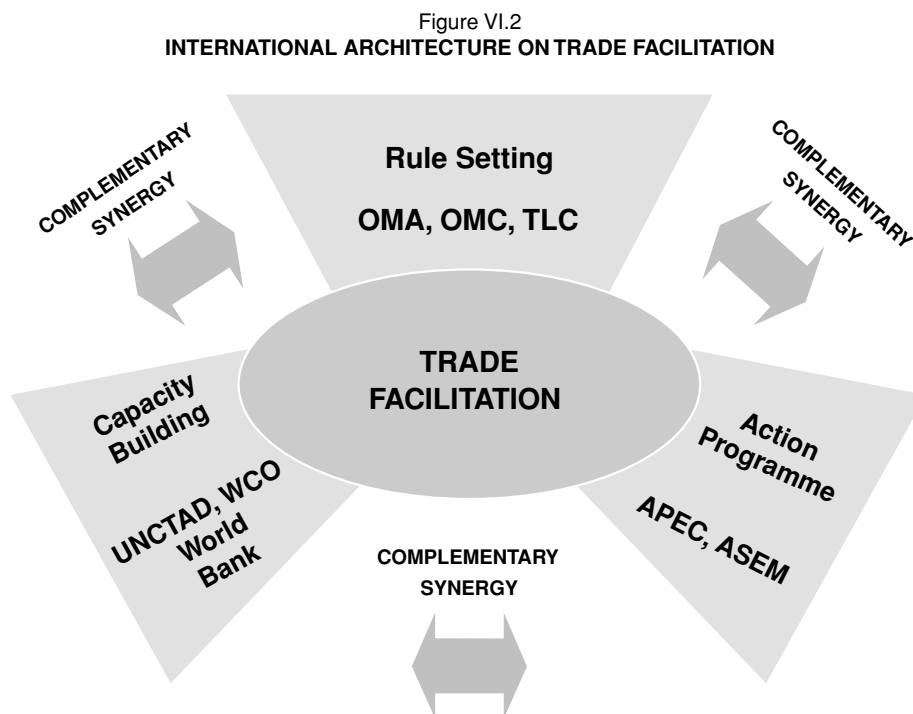 Figure VI.2
INTERNATIONAL ARCHITECTURE ON TRADE FACILITATION
COMPLEMENTARY
SYNERGY
Rule Setting
OMA, OMC, TLC
COMPLEMENTARY
SYNERGY
TRADE
FACILITATION
Capacity
Building
UNCTAD, WCO
World
Bank
Action
Programme
APEC, ASEM
COMPLEMENTARY
SYNERGY